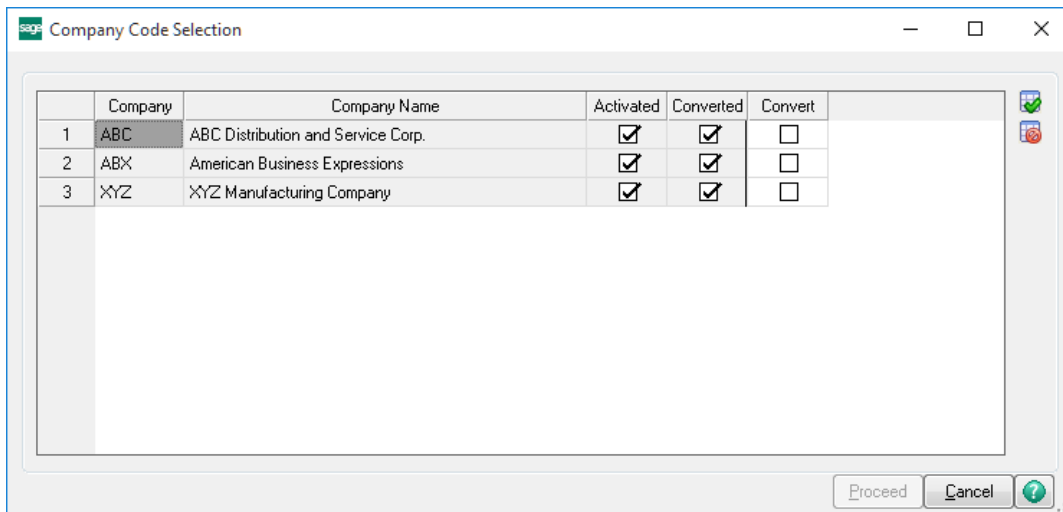 sage Company Code Selection
Company Company Name Activated Converted Convert
1 ABC ABC Distribution and Service Corp.
2 ABX American Business Expressions
3 XYZ XYZ Manufacturing Company
Proceed Cancel ?